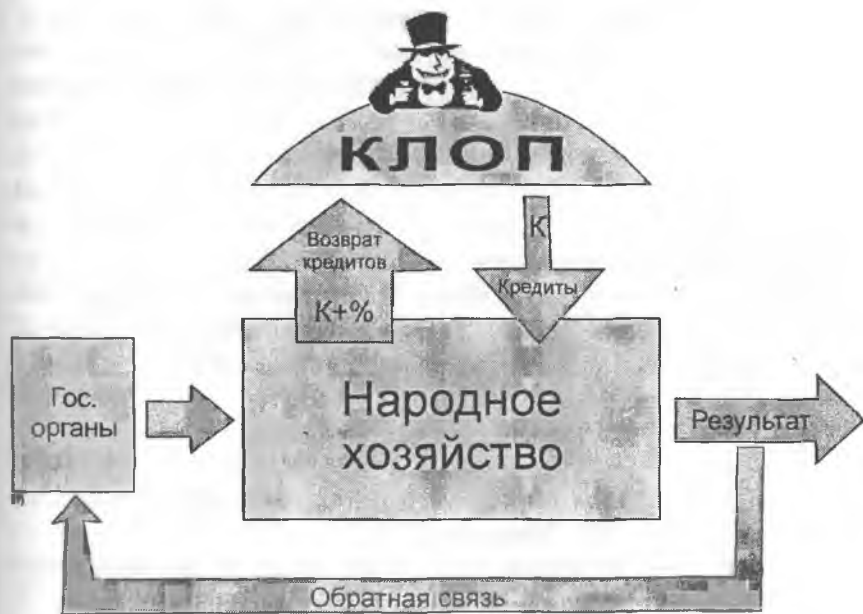 КЛОП
Возврат
кредитов
К+%
К
Кредиты
Гос.
органы
Народное
хозяйство
Результат
Обратная связь